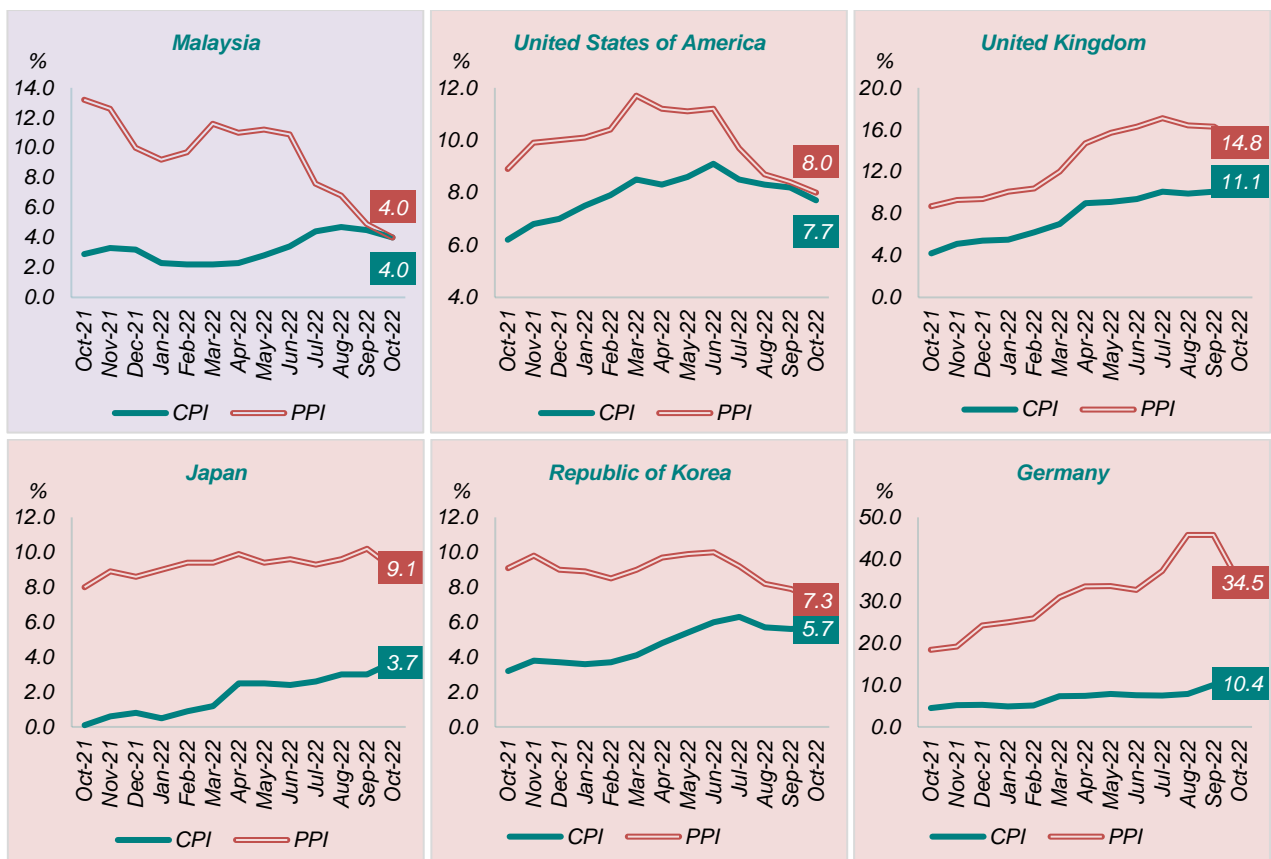 Malaysia
%
14.0
12.0
10.0
8.0
6.0
4.0
2.0
0.0
4.0
4.0
Oct-21
Nov-21
Dec-21
Jan-22
Feb-22
Mar-22
Apr-22
May-22
Jun-22
Jul-22
Aug-22
Sep-22
Oct-22
CPI PPI
United States of America
%
12.0
10.0
8.0
6.0
4.0
8.0
7.7
Oct-21
Nov-21
Dec-21
Jan-22
Feb-22
Mar-22
Apr-22
May-22
Jun-22
Jul-22
Aug-22
Sep-22
Oct-22
CPI PPI
United Kingdom
%
20.0
16.0
12.0
8.0
4.0
0.0
14.8
11.1
Oct-21
Nov-21
Dec-21
Jan-22
Feb-22
Mar-22
Apr-22
May-22
Jun-22
Jul-22
Aug-22
Sep-22
Oct-22
CPI PPI
Japan
%
12.0
10.0
8.0
6.0
4.0
2.0
0.0
9.1
3.7
Oct-21
Nov-21
Dec-21
Jan-22
Feb-22
Mar-22
Apr-22
May-22
Jun-22
Jul-22
Aug-22
Sep-22
Oct-22
CPI PPI
Republic of Korea
%
12.0
10.0
8.0
6.0
4.0
2.0
0.0
7.3
5.7
Oct-21
Nov-21
Dec-21
Jan-22
Feb-22
Mar-22
Apr-22
May-22
Jun-22
Jul-22
Aug-22
Sep-22
Oct-22
CPI PPI
Germany
%
50.0
40.0
30.0
20.0
10.0
0.0
34.5
10.4
Oct-21
Nov-21
Dec-21
Jan-22
Feb-22
Mar-22
Apr-22
May-22
Jun-22
Jul-22
Aug-22
Sep-22
Oct-22
CPI PPI